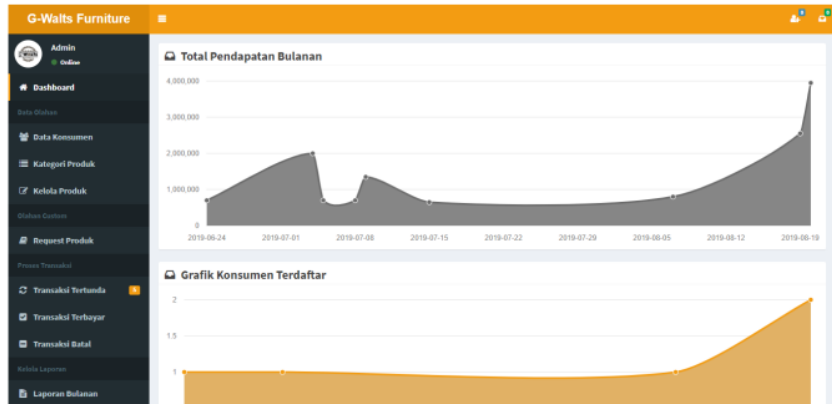 G-Walts Furniture
Admin
Online
Dashboard
Data Olahan
Data Konsumen
Kategori Produk
Kelola Produk
Olahan Custom
Request Produk
Proses Transaksi
Transaksi Tertunda
Transaksi Terbayar
Transaksi Batal
Kelola Laporan
Laporan Bulanan
Total Pendapatan Bulanan
4,000,000
3,000,000
2,000,000
1,000,000
0
2019-06-24 2019-07-01 2019-07-08 2019-07-15 2019-07-22 2019-07-29 2019-08-05 2019-08-12 2019-08-19
Grafik Konsumen Terdaftar
2
1.5
1